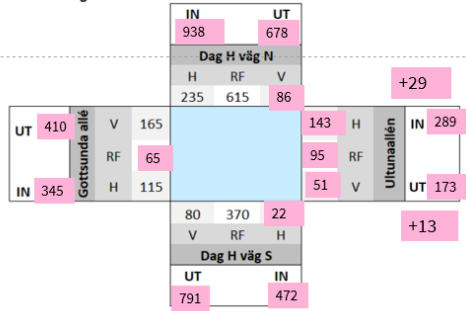 IN UT
938 678
Dag H väg N
H RF V
235 615 86
+29
UT 410 Gottsunda allé V 165
143 H Ultunaallén IN 289
RF 65
95 RF
IN 345 H 115
51 V UT 173
80 370 22
V RF H
+13
Dag H väg S
UT IN
791 472